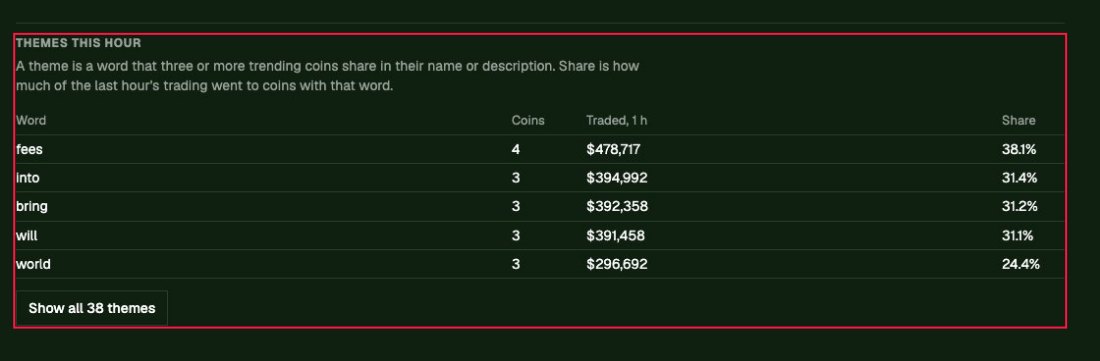 THEMES THIS HOUR
A theme is a word that three or more trending coins share in their name or description. Share is how
much of the last hour's trading went to coins with that word.
Word Coins Traded, 1 h Share
fees 4 $478,717 38.1%
into 3 $394,992 31.4%
bring 3 $392,358 31.2%
will 3 $391,458 31.1%
world 3 $296,692 24.4%
Show all 38 themes